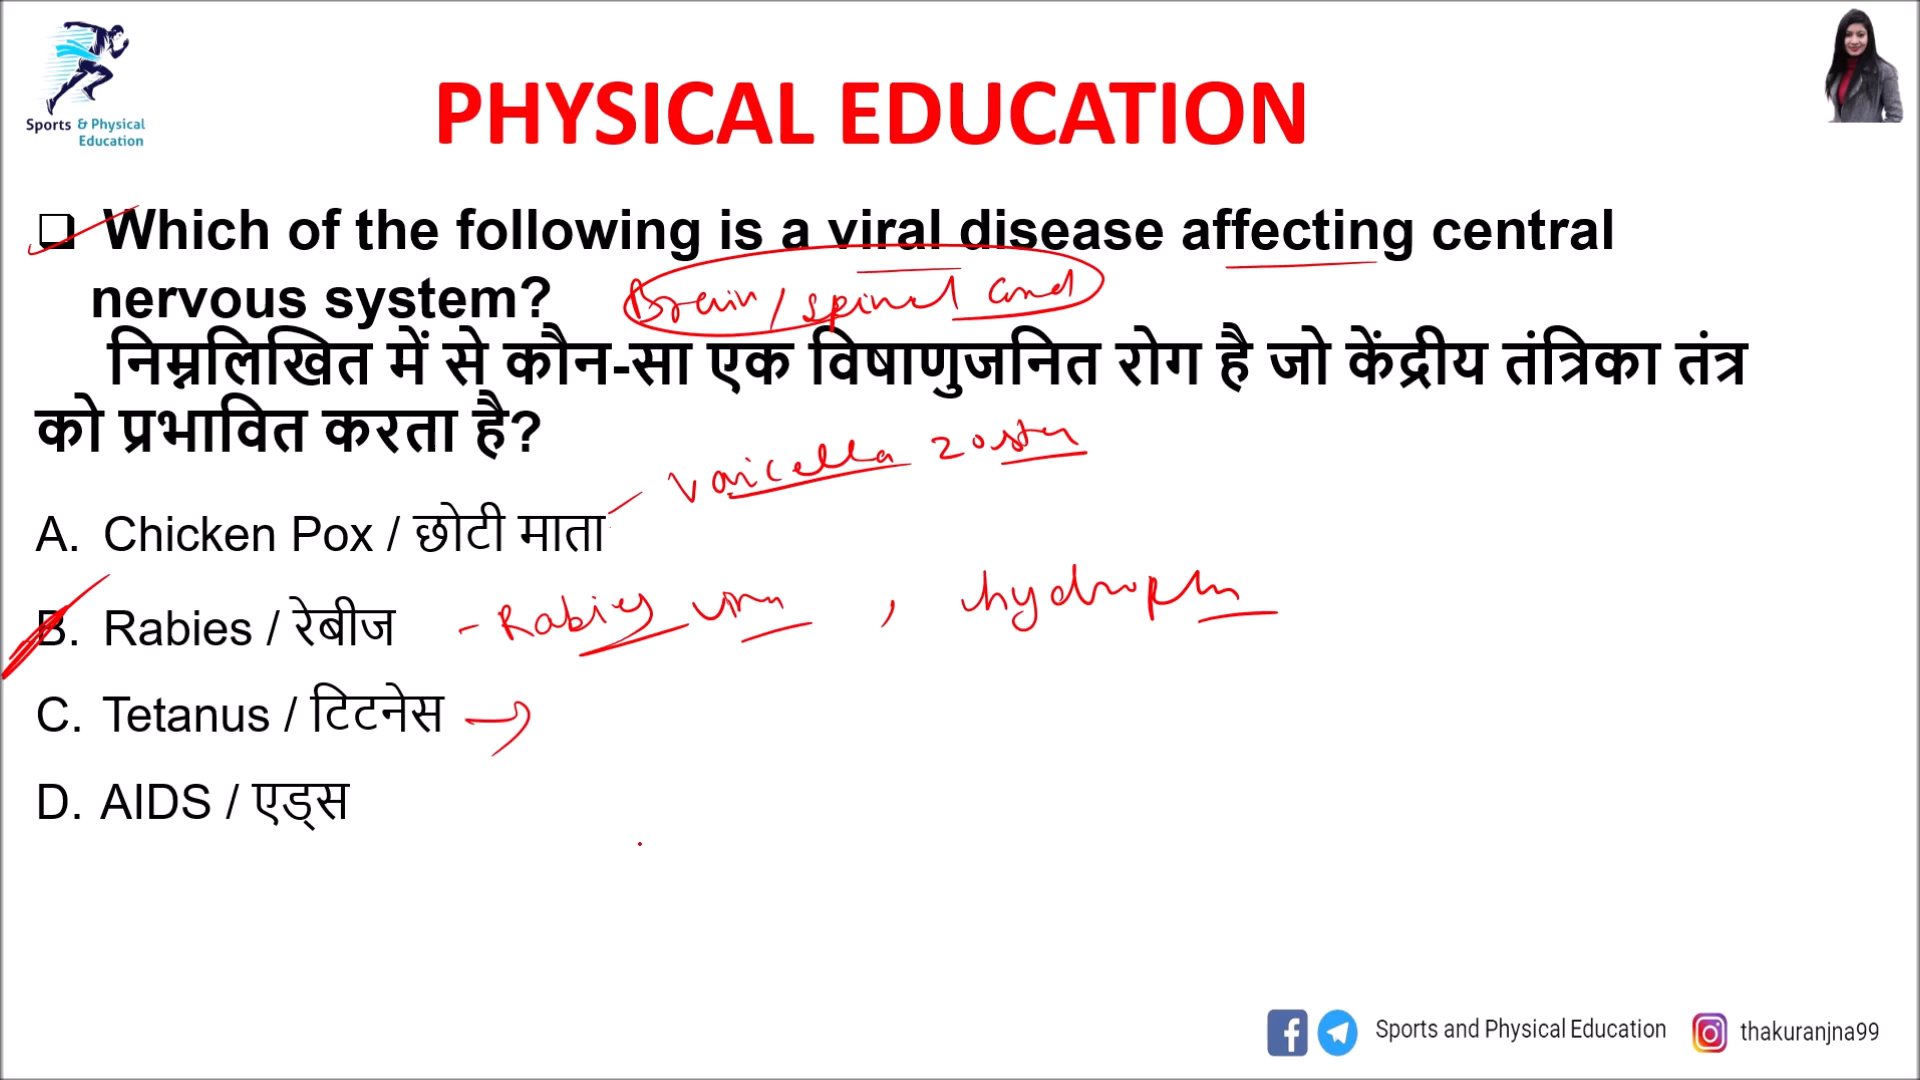 Sports & Physical
Education
PHYSICAL EDUCATION
Which of the following is a viral disease affecting central
nervous system?
Brain / spinal cord
निम्नलिखित में से कौन-सा एक विषाणुजनित रोग है जो केंद्रीय तंत्रिका तंत्र
को प्रभावित करता है?
Varicella zoster
A. Chicken Pox / छोटी माता
B. Rabies / रेबीज - Rabies virus ,
C. Tetanus / टिटनेस
D. AIDS / एड्स
Sports and Physical Education thakuranjna99